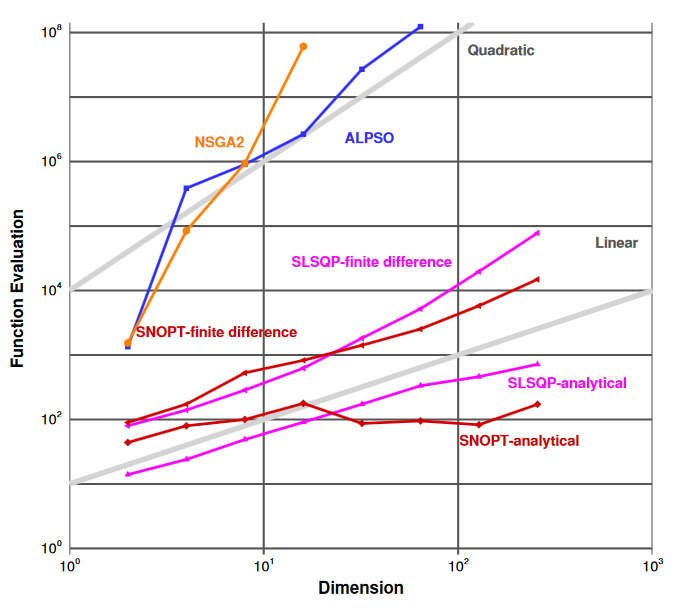 10⁸
Quadratic
NSGA2
ALPSO
10⁶
Linear
SLSQP-finite difference
10⁴
SNOPT-finite difference
SLSQP-analytical
10²
SNOPT-analytical
10⁰
10⁰ 10¹ 10² 10³
Dimension
Function Evaluation